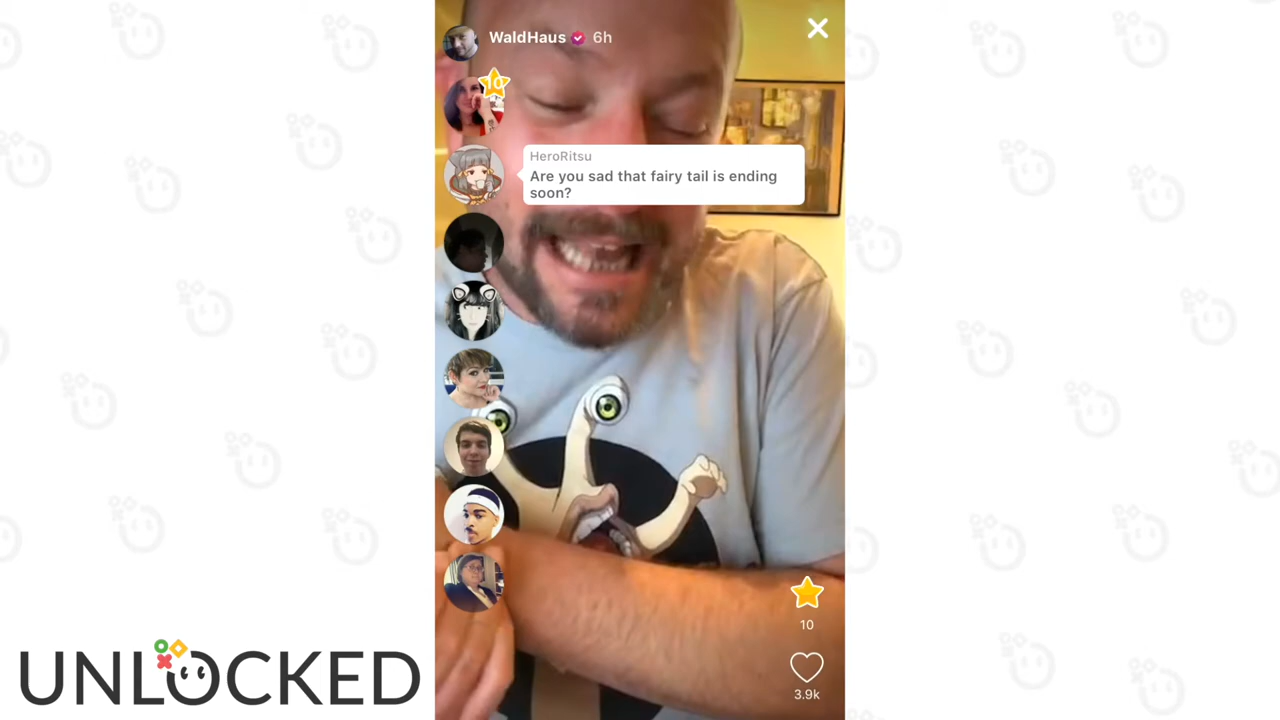 WaldHaus 6h
10
HeroRitsu
Are you sad that fairy tail is ending
soon?
10
3.9k
UNLOCKED